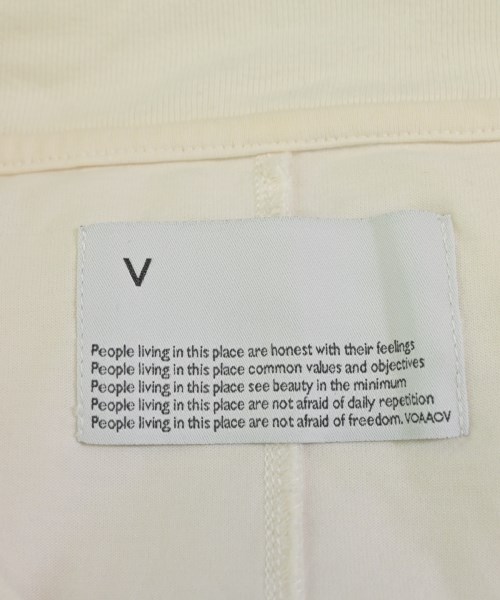 V
People living in this place are honest with their feelings
People living in this place common values and objectives
People living in this place see beauty in the minimum
People living in this place are not afraid of daily repetition
People living in this place are not afraid of freedom. VOAAOV